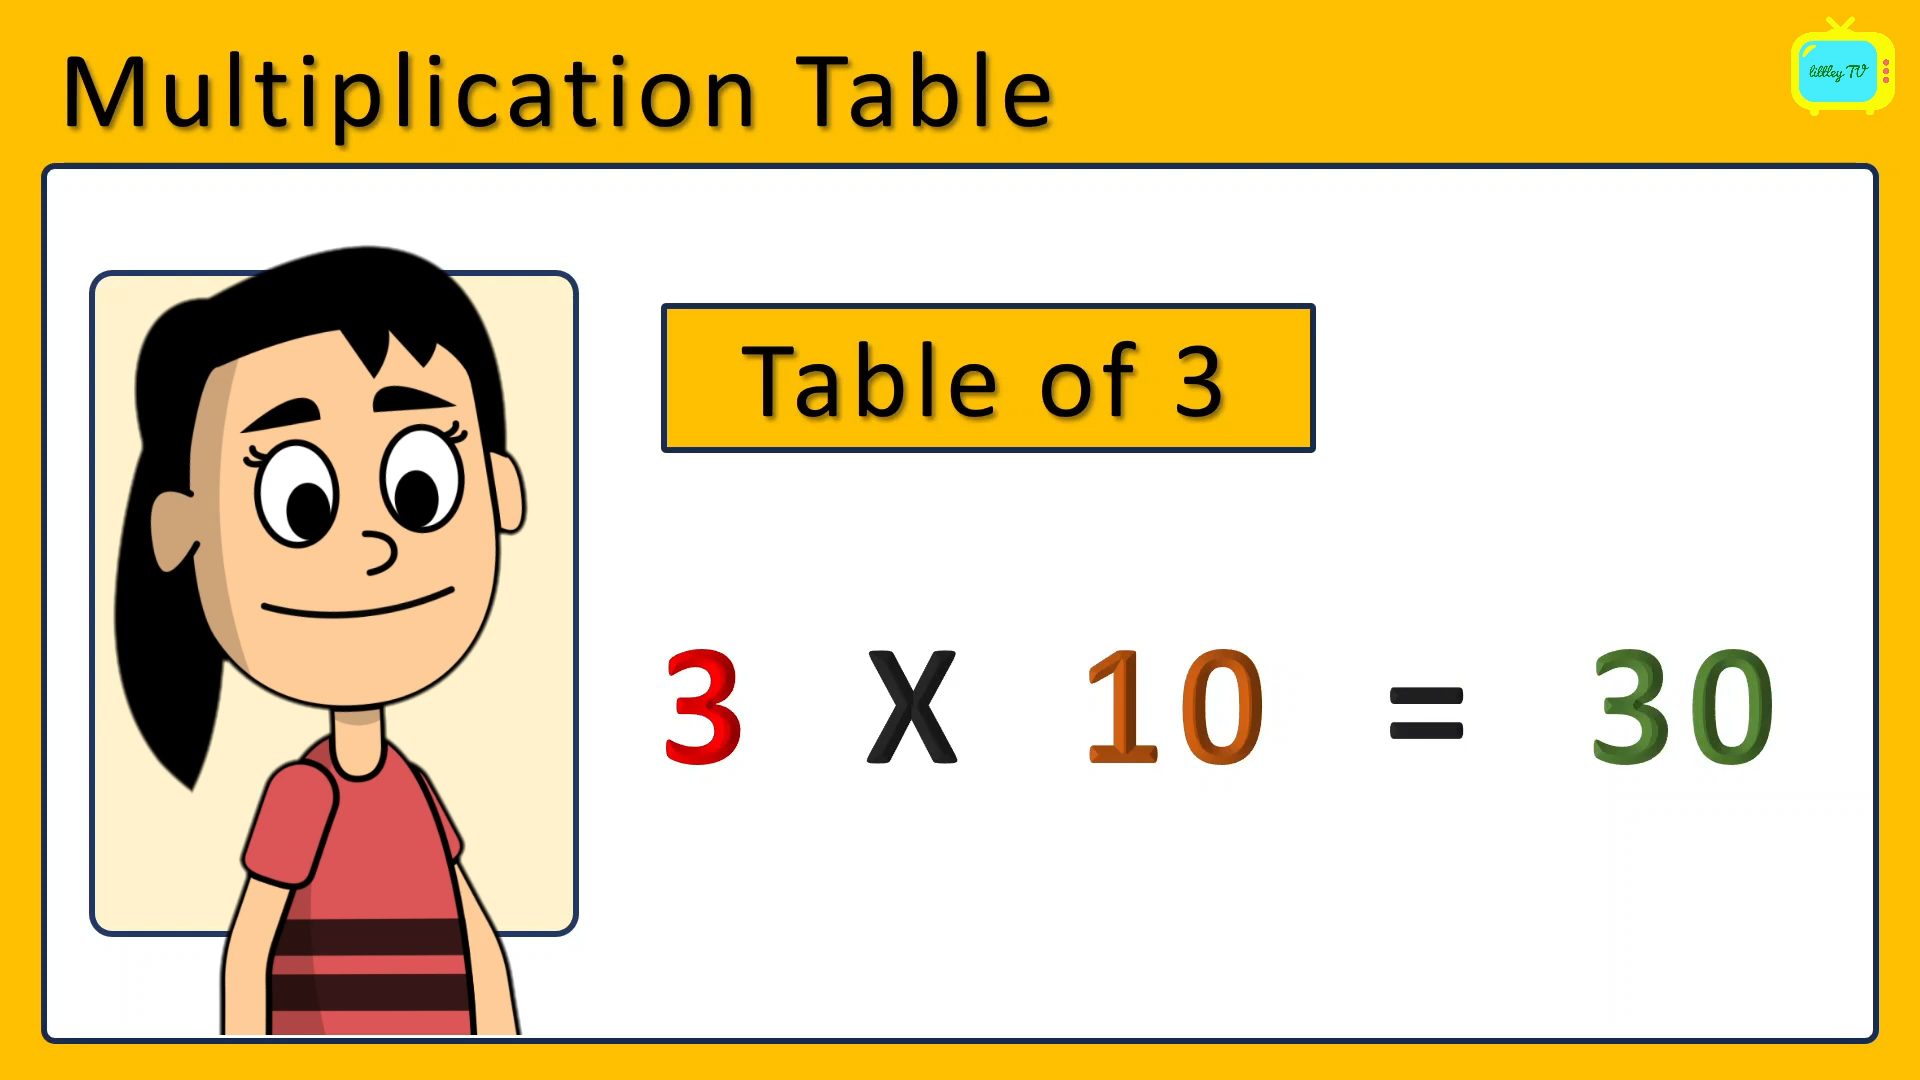 Multiplication Table
littley TV
Table of 3
3 X 10 = 30